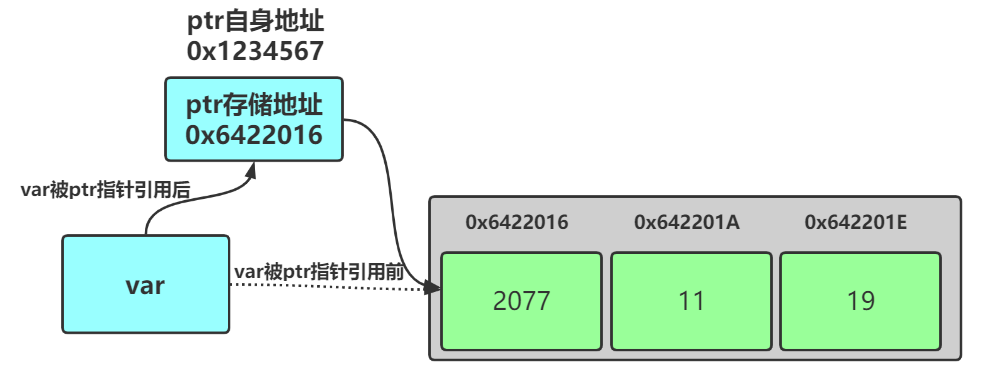 ptr自身地址
0x1234567
ptr存储地址
0x6422016
var被ptr指针引用后
var
var被ptr指针引用前
0x6422016 0x642201A 0x642201E
2077 11 19